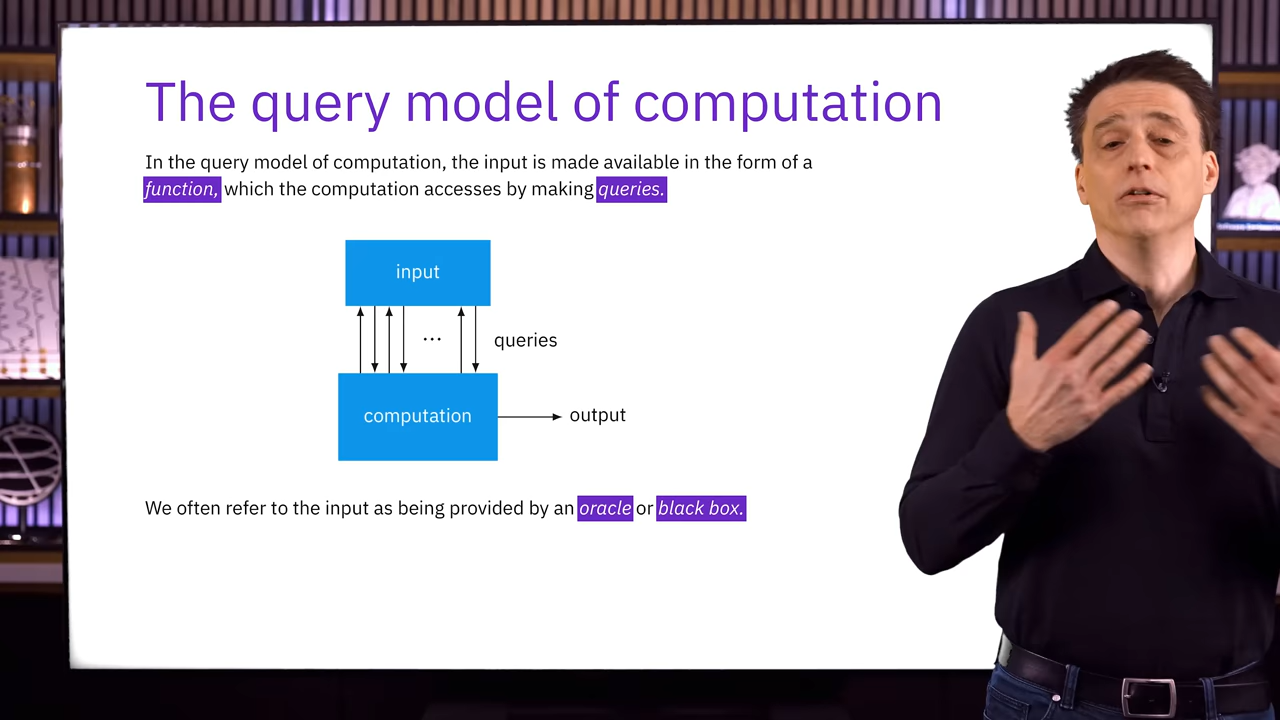 The query model of computation
In the query model of computation, the input is made available in the form of a
function, which the computation accesses by making queries.
input
... queries
computation
output
We often refer to the input as being provided by an oracle or black box.